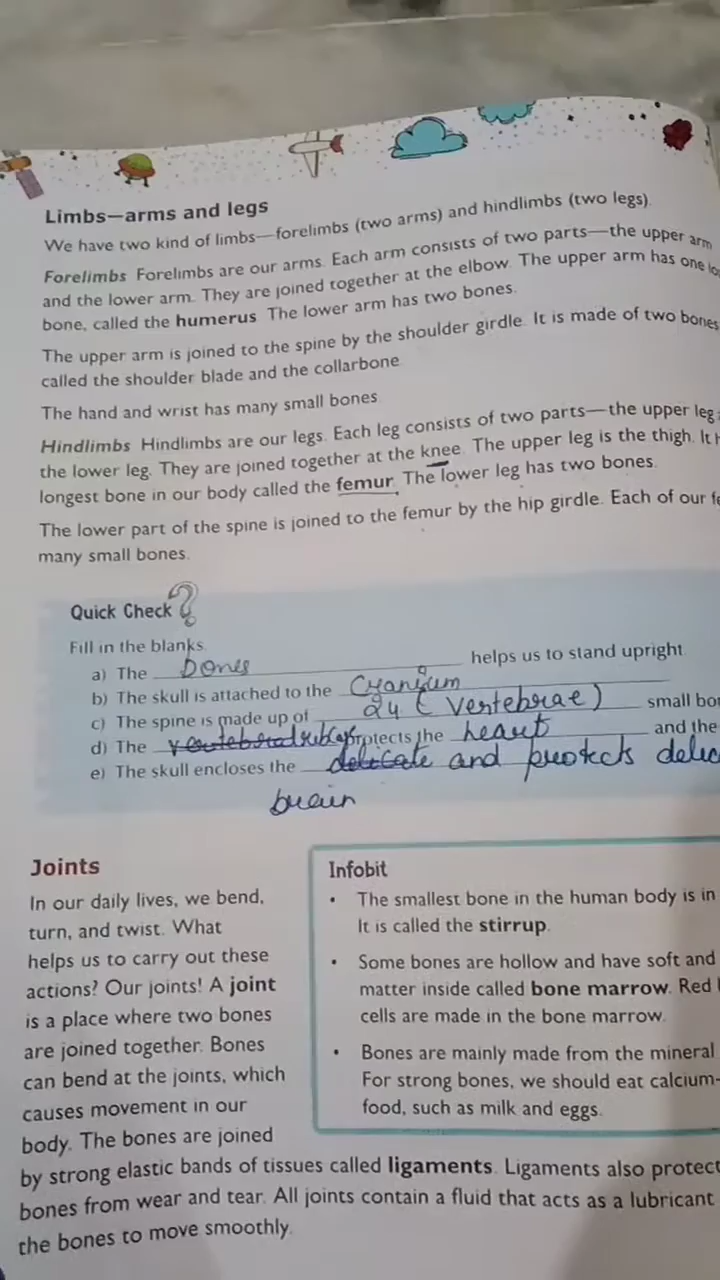 Limbs—arms and legs
We have two kind of limbs—forelimbs (two arms) and hindlimbs (two legs).
Forelimbs Forelimbs are our arms. Each arm consists of two parts—the upper arm
and the lower arm. They are joined together at the elbow. The upper arm has one
bone, called the humerus. The lower arm has two bones.
The upper arm is joined to the spine by the shoulder girdle. It is made of two bones
called the shoulder blade and the collarbone.
The hand and wrist has many small bones.
Hindlimbs Hindlimbs are our legs. Each leg consists of two parts—the upper leg
the lower leg. They are joined together at the knee. The upper leg is the thigh. It
longest bone in our body called the femur. The lower leg has two bones.
The lower part of the spine is joined to the femur by the hip girdle. Each of our
many small bones.
Quick Check ?
Fill in the blanks.
a) The bones helps us to stand upright.
b) The skull is attached to the Cranium
c) The spine is made up of 24 (vertebrae) small
d) The protects the heart and the
e) The skull encloses the delicate and protects
brain
Joints
In our daily lives, we bend,
turn, and twist. What
helps us to carry out these
actions? Our joints! A joint
is a place where two bones
are joined together. Bones
can bend at the joints, which
causes movement in our
body. The bones are joined
by strong elastic bands of tissues called ligaments. Ligaments also protect
bones from wear and tear. All joints contain a fluid that acts as a lubricant
the bones to move smoothly.
Infobit
• The smallest bone in the human body is in
It is called the stirrup.
• Some bones are hollow and have soft and
matter inside called bone marrow. Red
cells are made in the bone marrow.
• Bones are mainly made from the mineral
For strong bones, we should eat calcium-
food, such as milk and eggs.